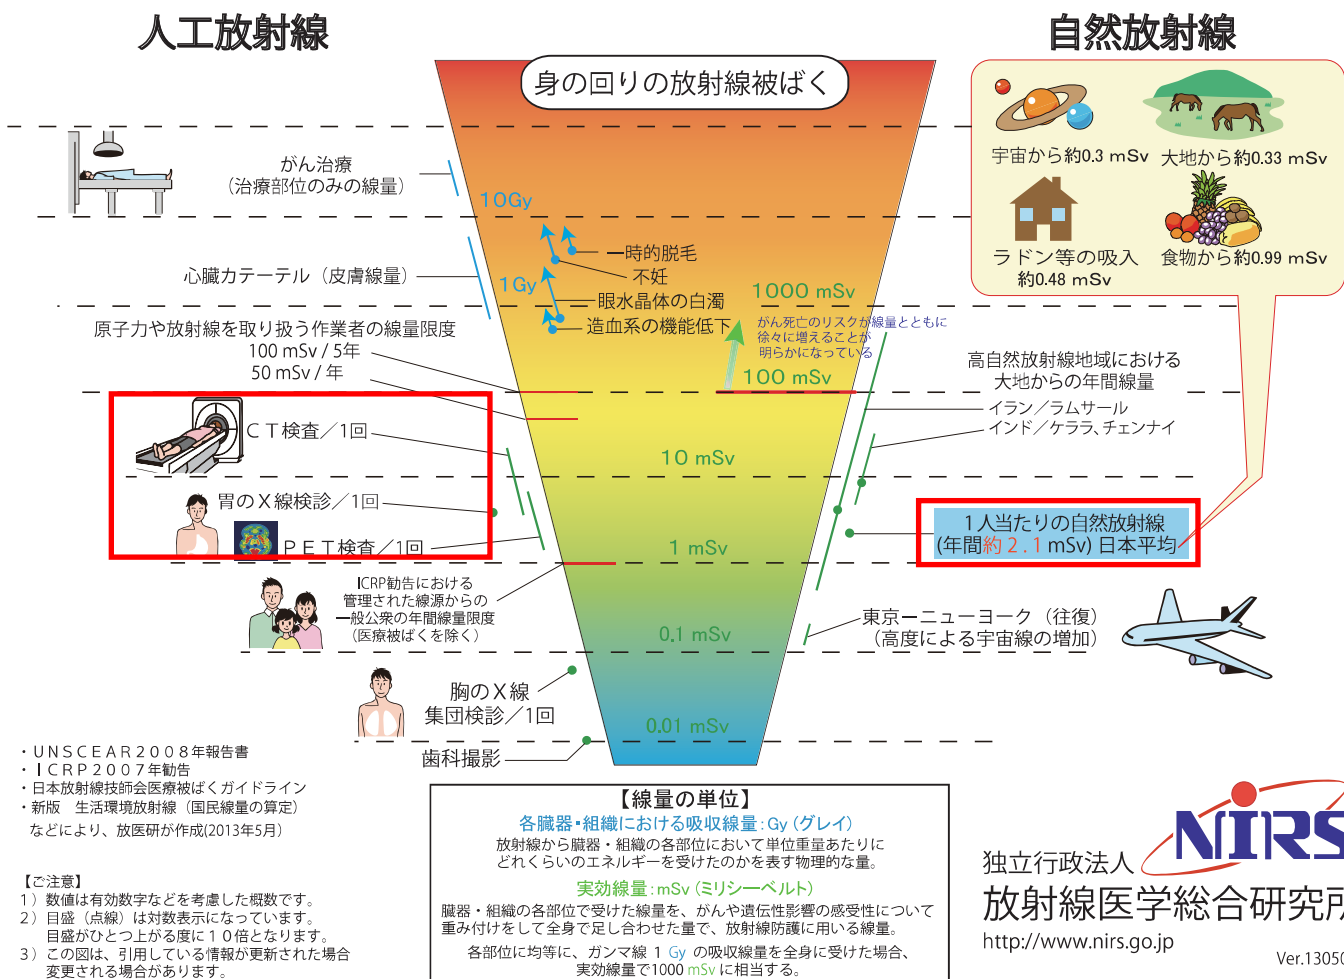 人工放射線
自然放射線
身の回りの放射線被ばく
宇宙から約0.3 mSv
大地から約0.33 mSv
ラドン等の吸入
約0.48 mSv
食物から約0.99 mSv
がん治療
(治療部位のみの線量)
10Gy
心臓カテーテル(皮膚線量)
1Gy
一時的脱毛
不妊
眼水晶体の白濁
造血系の機能低下
1000 mSv
がん死亡のリスクが線量とともに
徐々に増えることが
明らかになっている
原子力や放射線を取り扱う作業者の線量限度
100 mSv / 5年
50 mSv / 年
100 mSv
高自然放射線地域における
大地からの年間線量
イラン/ラムサール
インド/ケララ、チェンナイ
CT検査/1回
10 mSv
胃のX線検診/1回
PET検査/1回
1 mSv
1人当たりの自然放射線
(年間約2.1 mSv) 日本平均
ICRP勧告における
管理された線源からの
一般公衆の年間線量限度
(医療被ばくを除く)
0.1 mSv
東京ーニューヨーク(往復)
(高度による宇宙線の増加)
胸のX線
集団検診/1回
0.01 mSv
歯科撮影
・UNSCEAR2008年報告書
・ICRP2007年勧告
・日本放射線技師会医療被ばくガイドライン
・新版 生活環境放射線(国民線量の算定)
などにより、放医研が作成(2013年5月)
【ご注意】
1)数値は有効数字などを考慮した概数です。
2)目盛(点線)は対数表示になっています。
目盛がひとつ上がる度に10倍となります。
3)この図は、引用している情報が更新された場合
変更される場合があります。
【線量の単位】
各臓器・組織における吸収線量:Gy(グレイ)
放射線から臓器・組織の各部位において単位重量あたりに
どれくらいのエネルギーを受けたのかを表す物理的な量。
実効線量:mSv(ミリシーベルト)
臓器・組織の各部位で受けた線量を、がんや遺伝性影響の感受性について
重み付けをして全身で足し合わせた量で、放射線防護に用いる線量。
各部位に均等に、ガンマ線 1 Gy の吸収線量を全身に受けた場合、
実効線量で1000 mSv に相当する。
NIRS
独立行政法人
放射線医学総合研究所
http://www.nirs.go.jp
Ver.13050